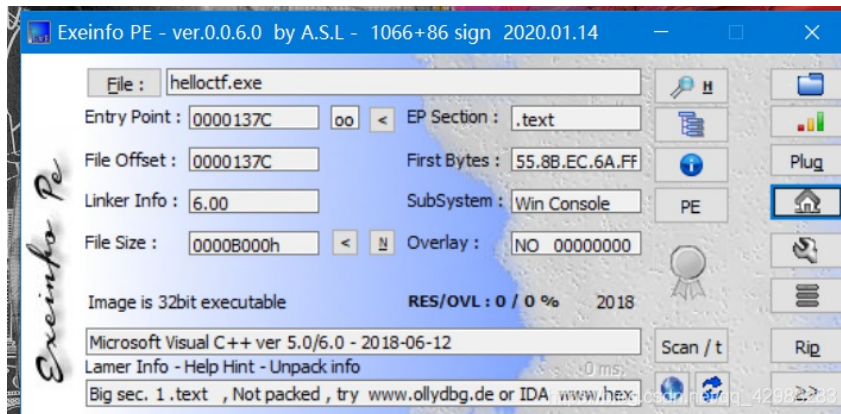 Exeinfo PE - ver.0.0.6.0 by A.S.L - 1066+86 sign 2020.01.14
File : helloctf.exe H
Entry Point : 0000137C oo < EP Section : .text
File Offset : 0000137C First Bytes : 55.8B.EC.6A.FF Plug
Linker Info : 6.00 SubSystem : Win Console PE
File Size : 0000B000h < N Overlay : NO 00000000
Image is 32bit executable RES/OVL : 0 / 0 % 2018
Microsoft Visual C++ ver 5.0/6.0 - 2018-06-12 Scan / t Rip
Lamer Info - Help Hint - Unpack info 0 ms.
Big sec. 1 .text , Not packed , try www.ollydbg.de or IDA www.hex >>
Exeinfo Pe